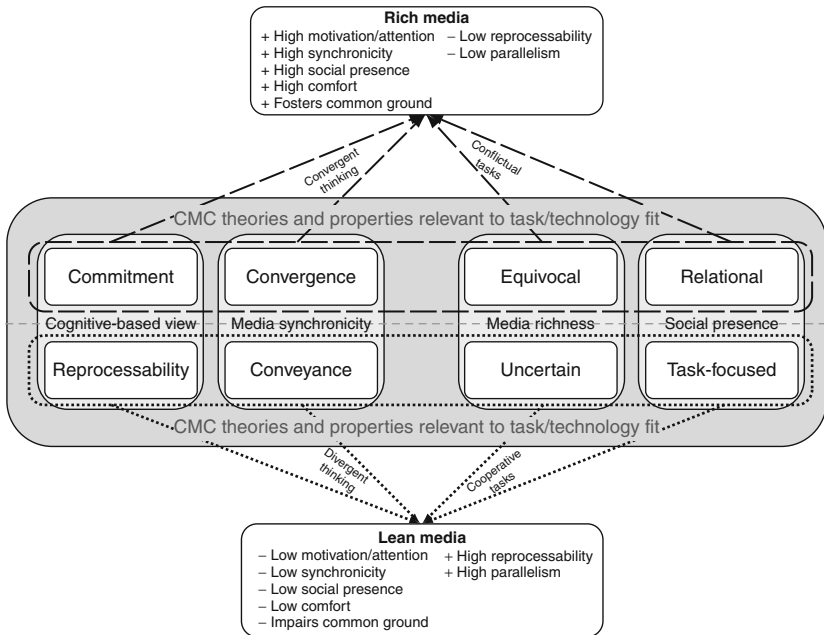 Rich media
+ High motivation/attention – Low reprocessability
+ High synchronicity – Low parallelism
+ High social presence
+ High comfort
+ Fosters common ground
Convergent
thinking
Conflictual
tasks
CMC theories and properties relevant to task/technology fit
Commitment Convergence Equivocal Relational
Cognitive-based view Media synchronicity Media richness Social presence
Reprocessability Conveyance Uncertain Task-focused
CMC theories and properties relevant to task/technology fit
Divergent
thinking
Cooperative
tasks
Lean media
– Low motivation/attention + High reprocessability
– Low synchronicity + High parallelism
– Low social presence
– Low comfort
– Impairs common ground